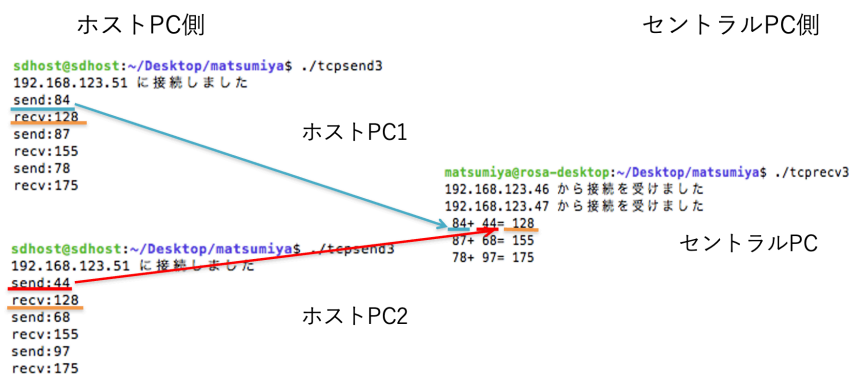 ホストPC側
セントラルPC側
sdhost@sdhost:~/Desktop/matsumiya$ ./tcpsend3
192.168.123.51 に接続しました
send:84
recv:128
send:87
recv:155
send:78
recv:175
ホストPC1
matsumiya@rosa-desktop:~/Desktop/matsumiya$ ./tcprecv3
192.168.123.46 から接続を受けました
192.168.123.47 から接続を受けました
84+ 44= 128
87+ 68= 155
78+ 97= 175
セントラルPC
sdhost@sdhost:~/Desktop/matsumiya$ ./tcpsend3
192.168.123.51 に接続しました
send:44
recv:128
send:68
recv:155
send:97
recv:175
ホストPC2